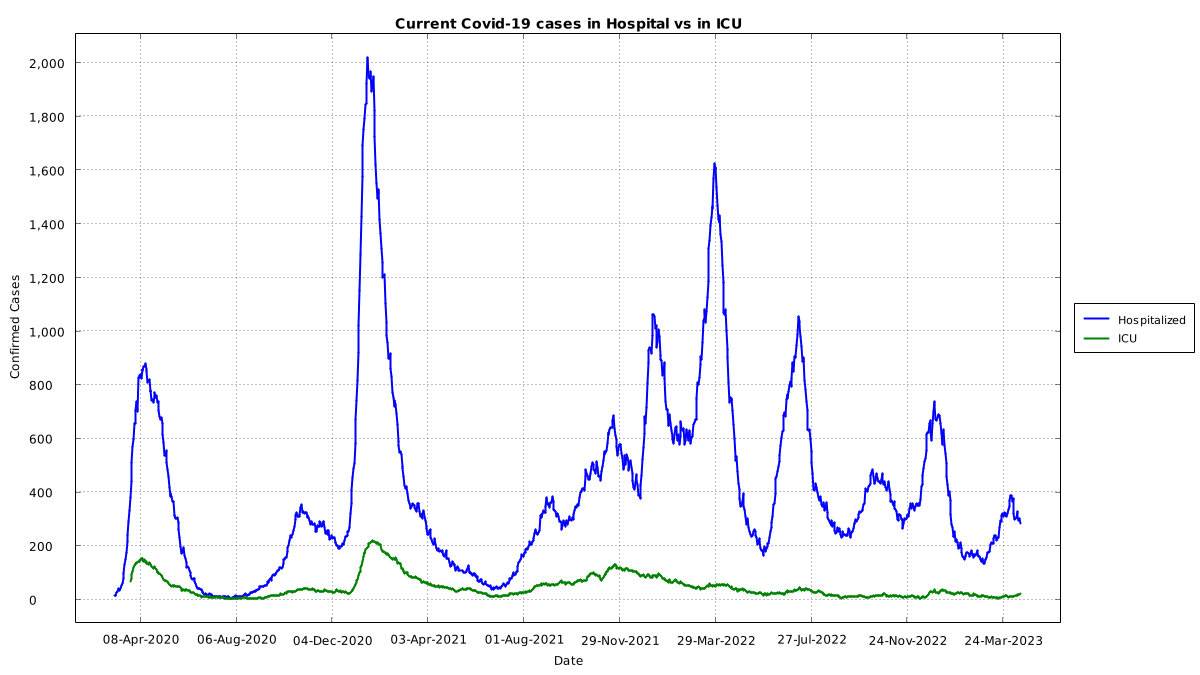 Current Covid-19 cases in Hospital vs in ICU
2,000
1,800
1,600
1,400
1,200
1,000
800
600
400
200
0
Confirmed Cases
08-Apr-2020 06-Aug-2020 04-Dec-2020 03-Apr-2021 01-Aug-2021 29-Nov-2021 29-Mar-2022 27-Jul-2022 24-Nov-2022 24-Mar-2023
Date
Hospitalized
ICU